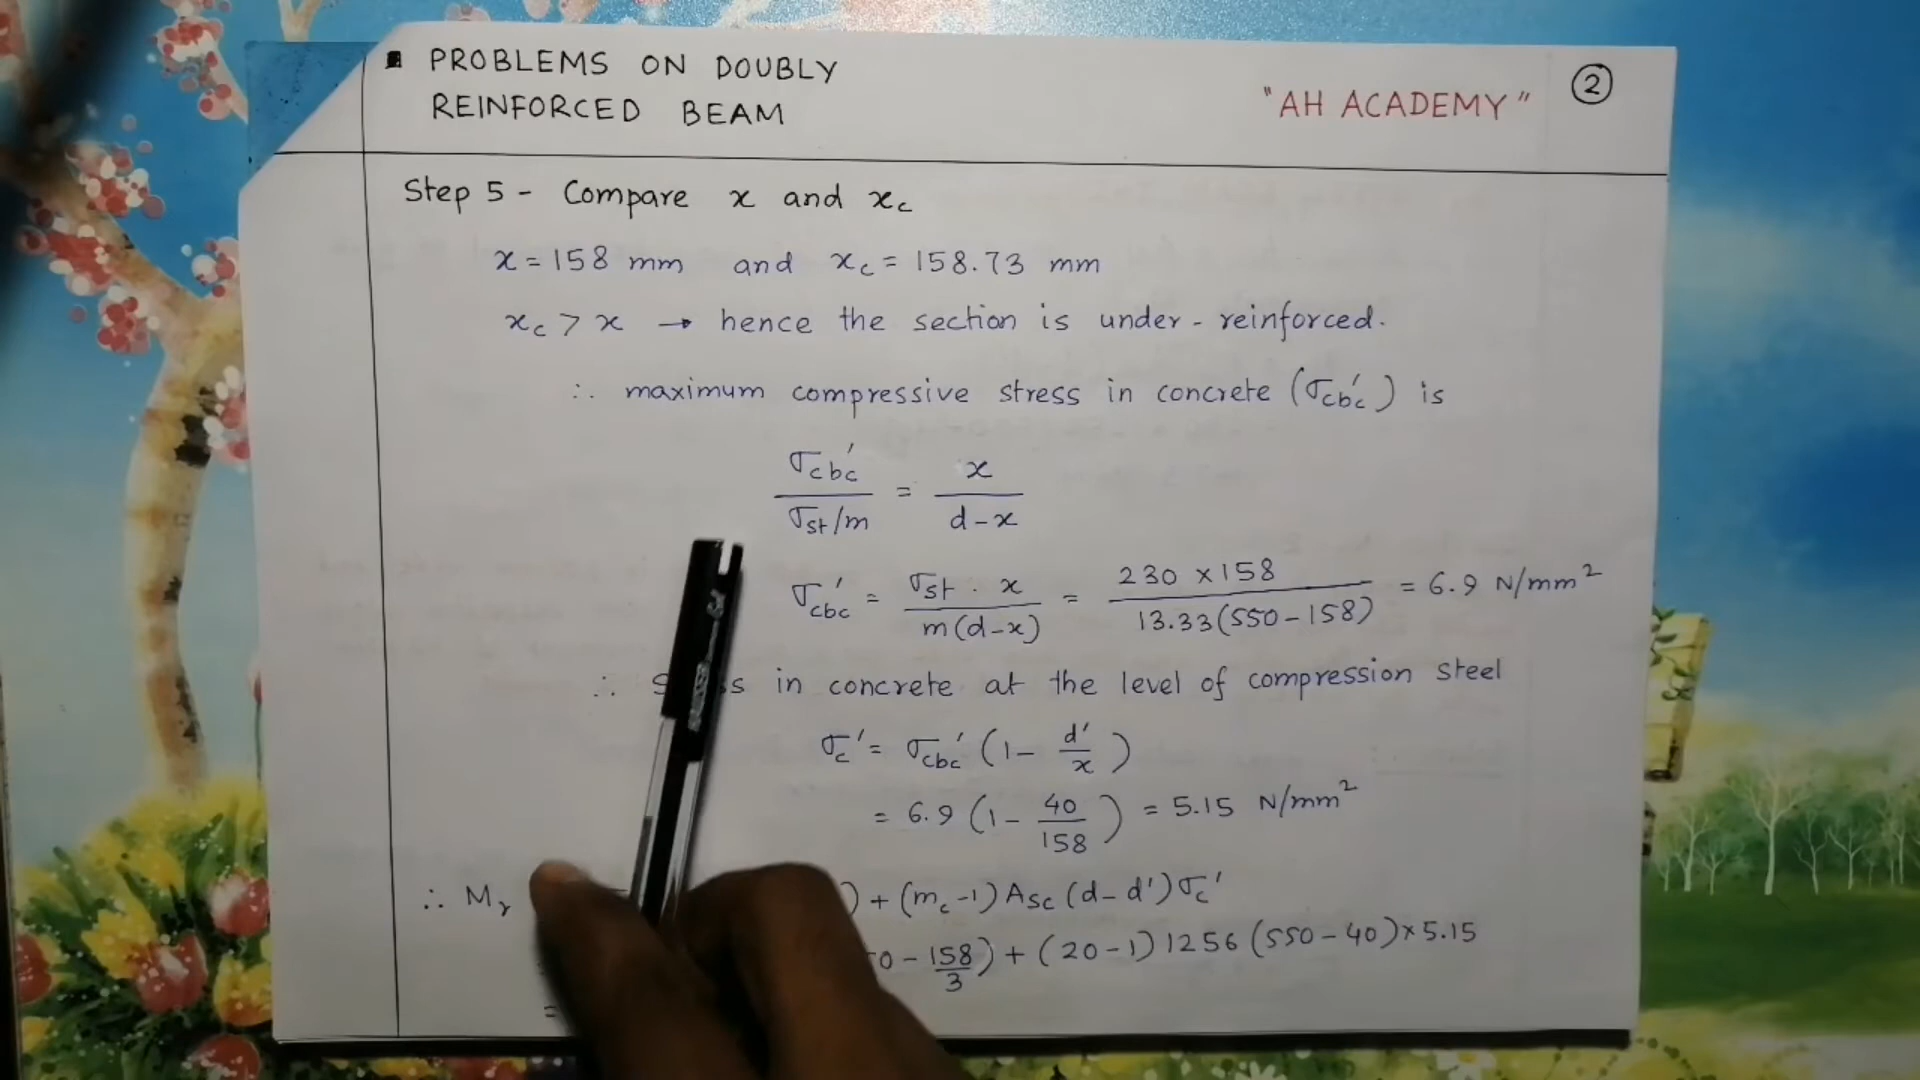 PROBLEMS ON DOUBLY
REINFORCED BEAM
"AH ACADEMY"
2
Step 5 - Compare x and xc
x = 158 mm and xc = 158.73 mm
xc > x → hence the section is under-reinforced.
∴ maximum compressive stress in concrete (σcbc') is
σcbc' / (σst/m) = x / (d-x)
σcbc' = σst . x / m(d-x) = 230 x 158 / 13.33(550-158) = 6.9 N/mm²
∴ in concrete at the level of compression steel
σc' = σcbc' (1 - d'/x)
= 6.9 (1 - 40/158) = 5.15 N/mm²
∴ Mr ) + (mc-1) Asc (d-d') σc'
0 - 158/3) + (20-1) 1256 (550-40) x 5.15
=